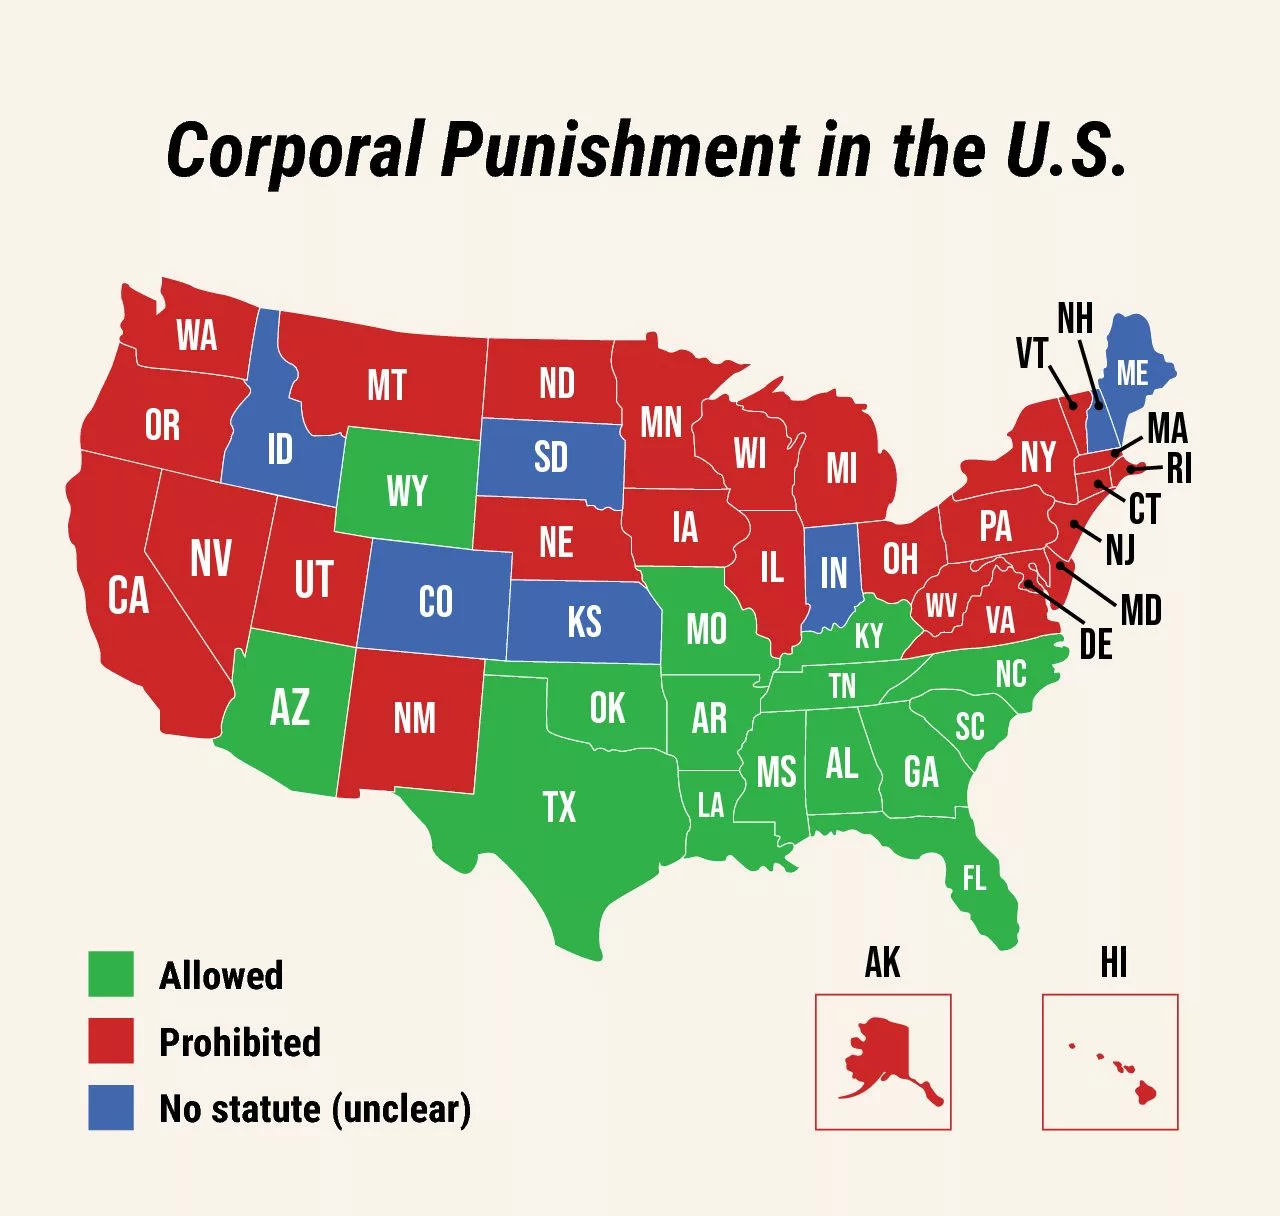 Corporal Punishment in the U.S.
NH
VT
WA
ME
MT
ND
OR
MN
MA
ID
SD
WI
MI
NY
RI
WY
CT
PA
NE
IA
NJ
NV
OH
UT
IL
IN
CA
CO
WV
MD
KS
MO
VA
KY
DE
AZ
NM
OK
AR
TN
NC
SC
TX
MS
AL
GA
LA
FL
AK
HI
Allowed
Prohibited
No statute (unclear)